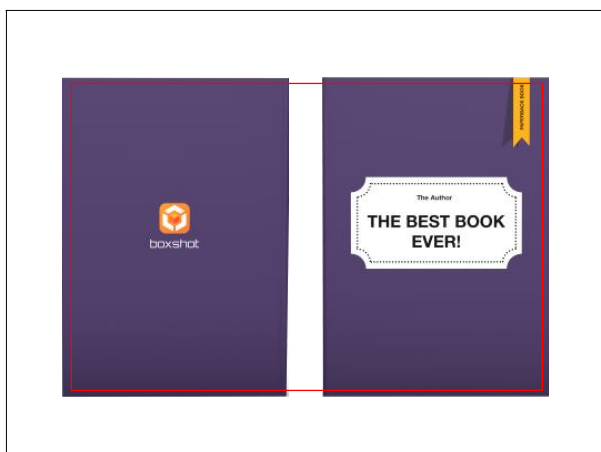 boxshot
PAPERBACK BOOK
The Author
THE BEST BOOK
EVER!